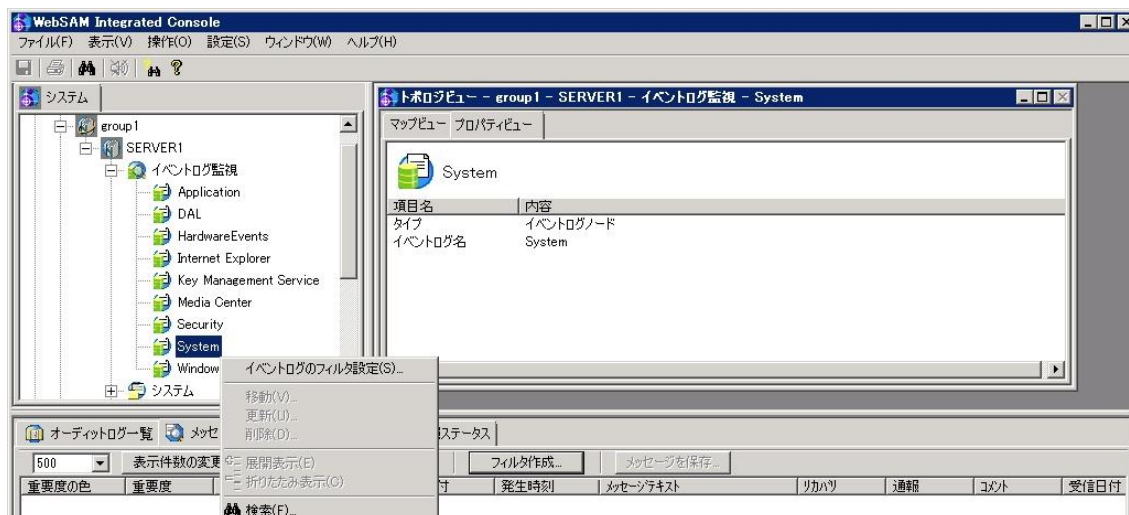 WebSAM Integrated Console
ファイル(F) 表示(V) 操作(O) 設定(S) ウィンドウ(W) ヘルプ(H)
システム
group1
SERVER1
イベントログ監視
Application
DAL
HardwareEvents
Internet Explorer
Key Management Service
Media Center
Security
System
Window
システム
トポロジビュー - group1 - SERVER1 - イベントログ監視 - System
マップビュー プロパティビュー
System
項目名 内容
タイプ イベントログノード
イベントログ名 System
イベントログのフィルタ設定(S)...
移動(V)...
更新(U)...
削除(D)...
展開表示(E)
折りたたみ表示(C)
検索(F)...
オーディットログ一覧 メッセ ステータス
500 表示件数の変更 フィルタ作成... メッセージを保存...
重要度の色 重要度 付 発生時刻 メッセージテキスト リカバリ 通報 コメント 受信日付